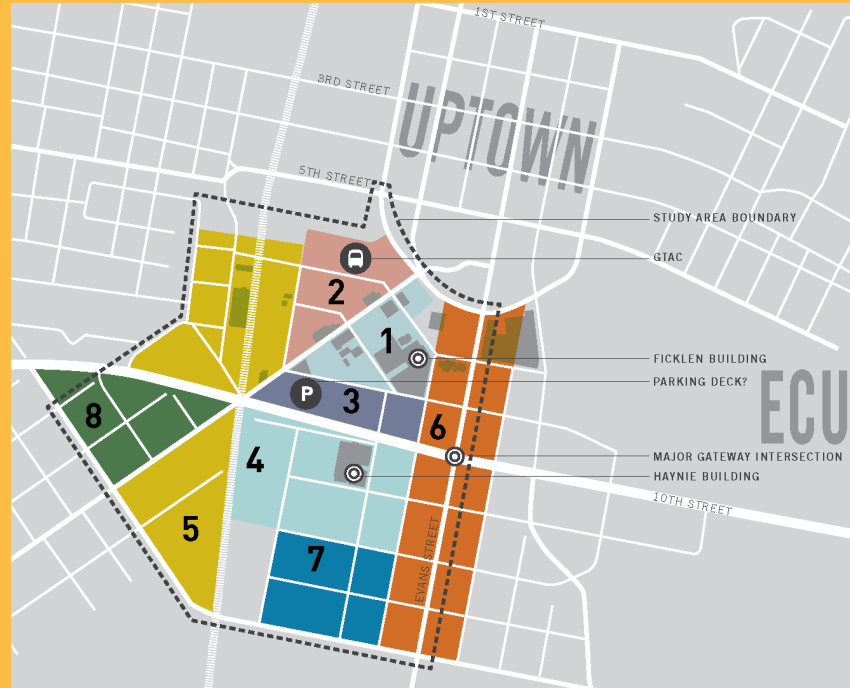 1ST STREET
3RD STREET
UPTOWN
5TH STREET
STUDY AREA BOUNDARY
GTAC
2
1
FICKLEN BUILDING
PARKING DECK?
P
3
ECU
8
6
4
MAJOR GATEWAY INTERSECTION
HAYNIE BUILDING
10TH STREET
5
7
EVANS STREET